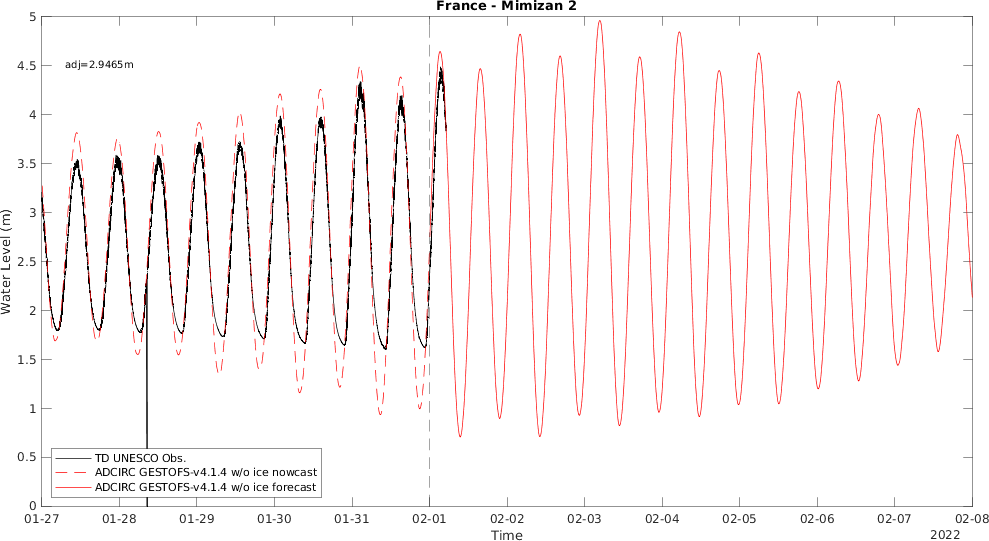 France - Mimizan 2
5
4.5
4
3.5
3
2.5
2
1.5
1
0.5
0
Water Level (m)
adj=2.9465m
TD UNESCO Obs.
ADCIRC GESTOFS-v4.1.4 w/o ice nowcast
ADCIRC GESTOFS-v4.1.4 w/o ice forecast
01-27 01-28 01-29 01-30 01-31 02-01 02-02 02-03 02-04 02-05 02-06 02-07 02-08
Time
2022